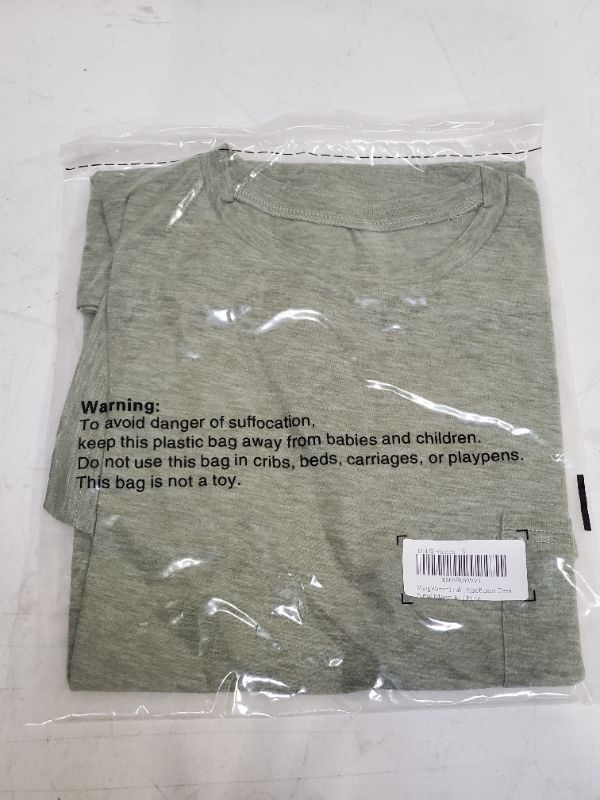 Warning:
To avoid danger of suffocation,
keep this plastic bag away from babies and children.
Do not use this bag in cribs, beds, carriages, or playpens.
This bag is not a toy.